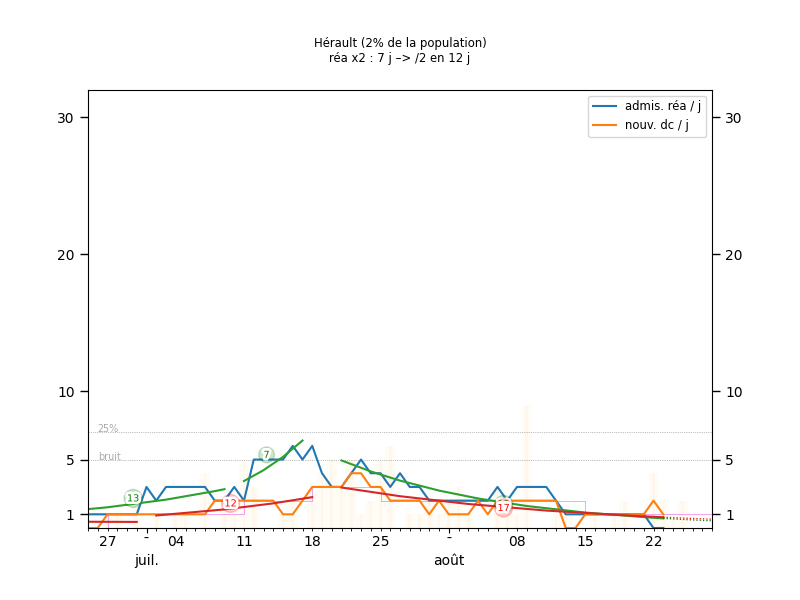 Hérault (2% de la population)
réa x2 : 7 j –> /2 en 12 j
admis. réa / j
nouv. dc / j
30 30
20 20
10 10
25%
bruit
5 5
7
13
12
17
1 1
27 - 04 11 18 25 - 08 15 22
juil. août